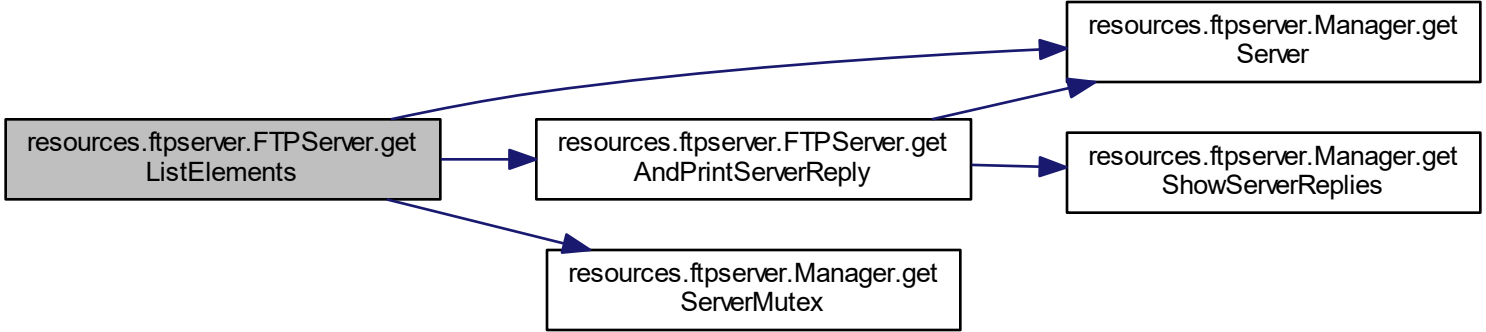 resources.ftpserver.Manager.get
Server
resources.ftpserver.FTPServer.get
ListElements
resources.ftpserver.FTPServer.get
AndPrintServerReply
resources.ftpserver.Manager.get
ShowServerReplies
resources.ftpserver.Manager.get
ServerMutex